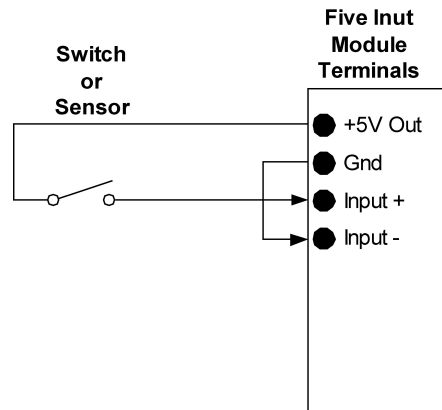 Five Inut
Module
Terminals
Switch
or
Sensor
+5V Out
Gnd
Input +
Input -